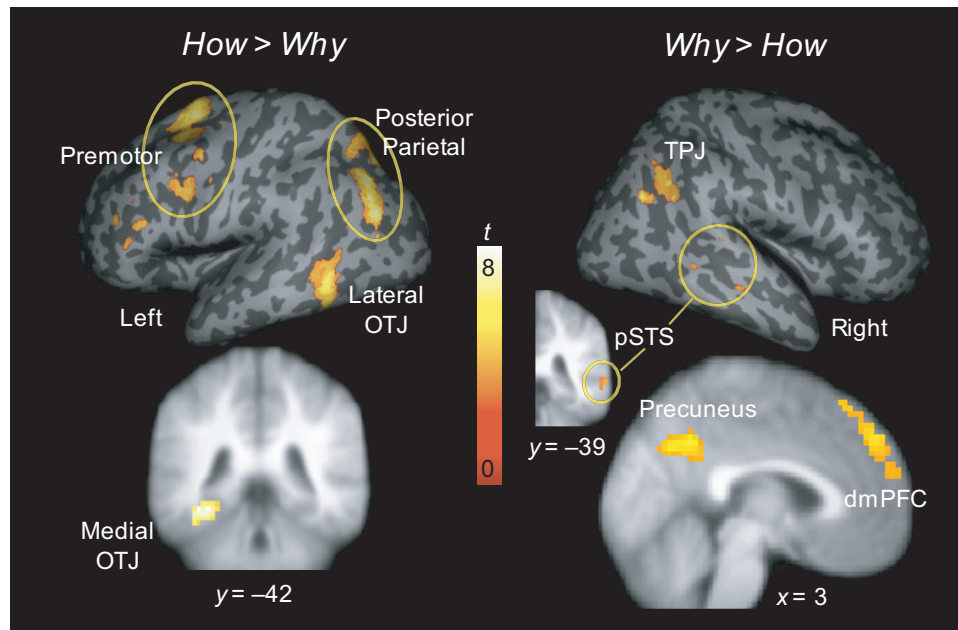 How > Why
Why > How
Premotor
Posterior
Parietal
TPJ
t
8
0
Lateral
OTJ
Left
Right
pSTS
y = –39
Precuneus
dmPFC
Medial
OTJ
y = –42
x = 3